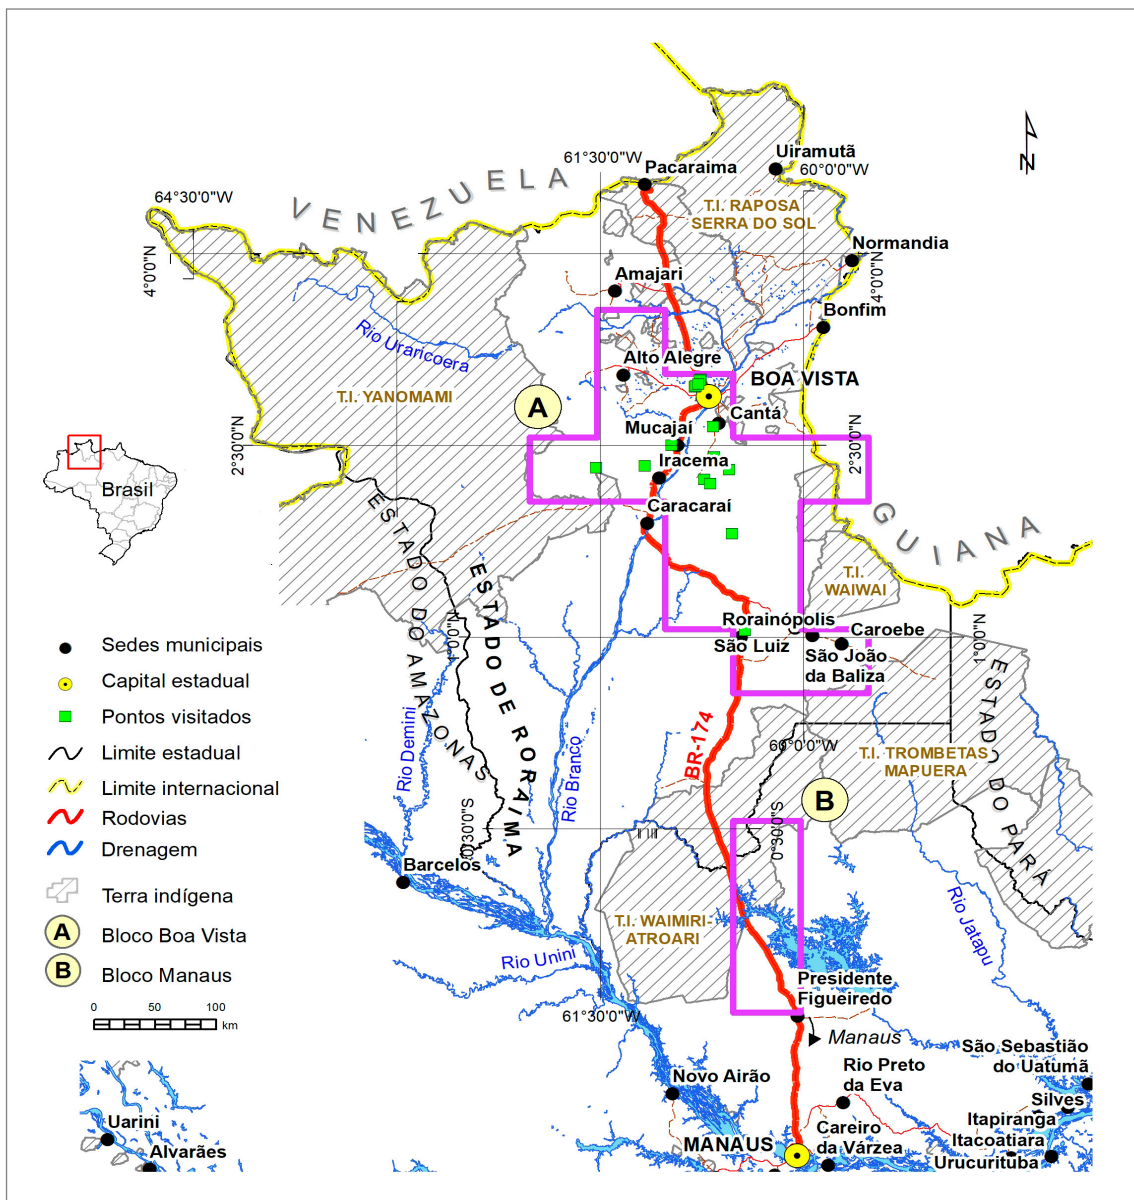 61°30'0"W
Uiramutã
Pacaraima
60°0'0"W
64°30'0"W
VENEZUELA
T.I. RAPOSA
SERRA DO SOL
Normandia
4°0'0"N
4°0'0"N
Amajari
Bonfim
Rio Uraricoera
Alto Alegre
BOA VISTA
T.I. YANOMAMI
A
Cantá
Mucajaí
2°30'0"N
2°30'0"N
Iracema
Brasil
Caracaraí
GUIANA
ESTADO DO AMAZONAS
ESTADO DE RORAIMA
T.I.
WAIWAI
Rorainópolis
Caroebe
São Luiz
São João
da Baliza
1°0'0"N
1°0'0"N
ESTADO DO PARÁ
Sedes municipais
Capital estadual
Pontos visitados
Limite estadual
Limite internacional
Rodovias
Drenagem
Terra indígena
A
Bloco Boa Vista
B
Bloco Manaus
0 50 100
km
Rio Demini
Rio Branco
BR-174
60°0'0"W
T.I. TROMBETAS
MAPUERA
B
0°30'0"S
0°30'0"S
Barcelos
T.I. WAIMIRI-
ATROARI
Rio Jatapu
Rio Unini
Presidente
Figueiredo
61°30'0"W
Manaus
São Sebastião
do Uatumã
Rio Preto
da Eva
Novo Airão
Silves
Itapiranga
Careiro
da Várzea
MANAUS
Itacoatiara
Urucurituba
Uarini
Alvarães
N